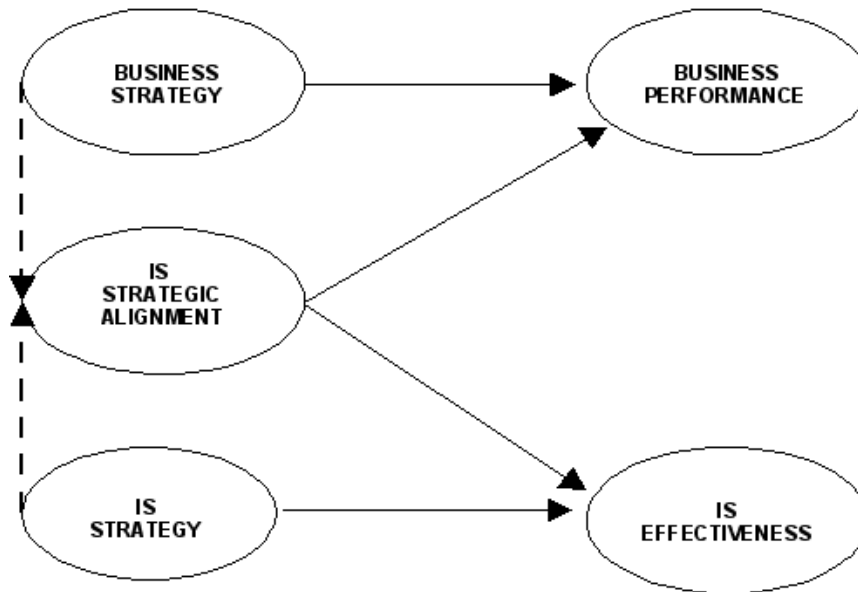 BUSINESS
STRATEGY
BUSINESS
PERFORMANCE
IS
STRATEGIC
ALIGNMENT
IS
STRATEGY
IS
EFFECTIVENESS